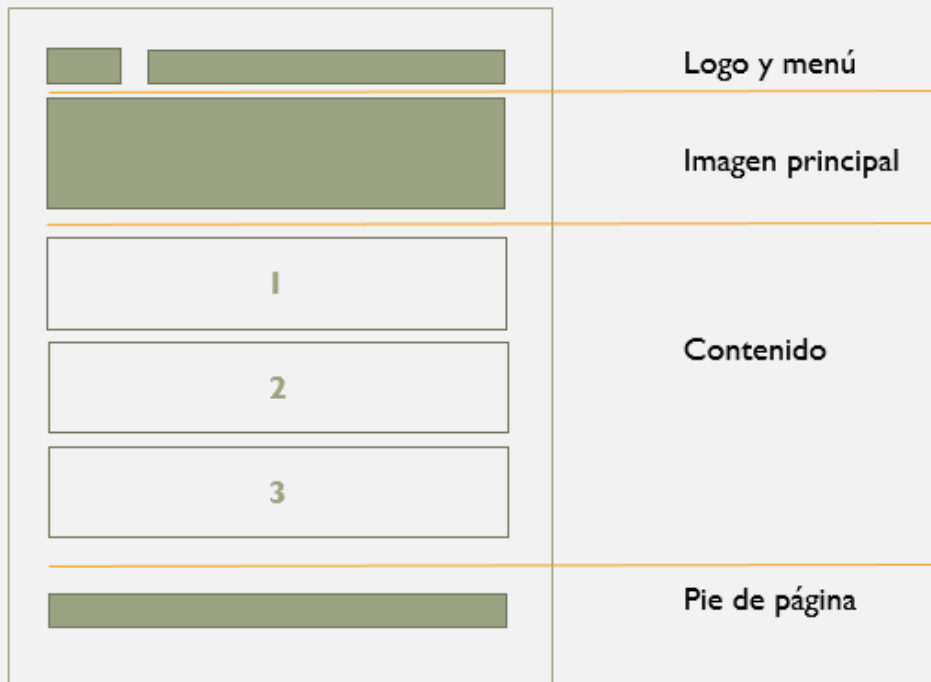 Logo y menú
Imagen principal
1
Contenido
2
3
Pie de página